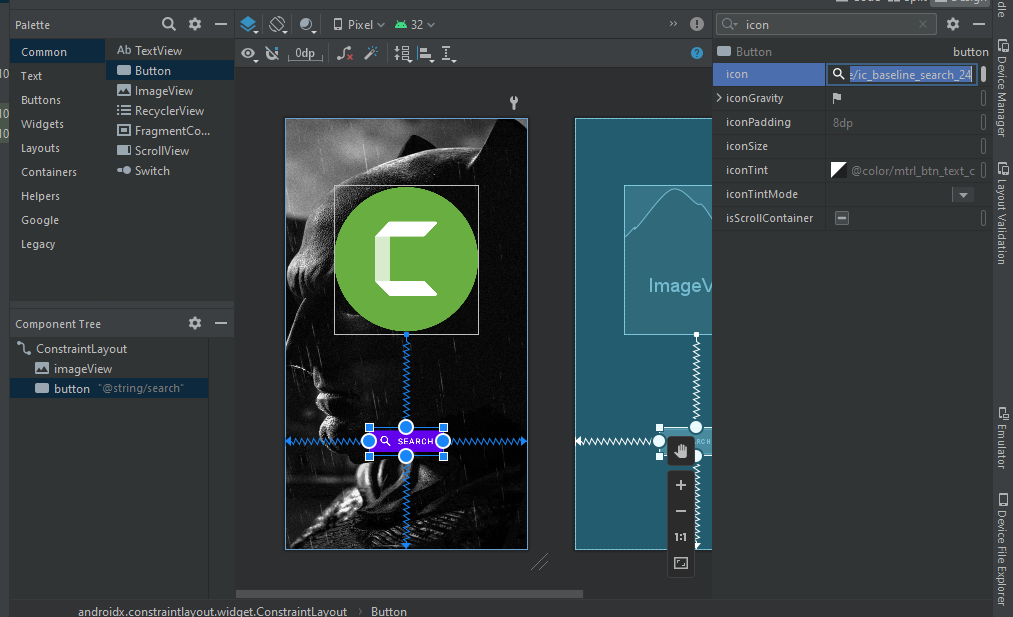 Palette
Pixel
32
icon
Common
Ab TextView
0dp
Button
button
Text
Button
icon
e/ic_baseline_search_24
Buttons
ImageView
iconGravity
Widgets
RecyclerView
iconPadding
8dp
Layouts
FragmentCo...
iconSize
Containers
ScrollView
iconTint
@color/mtrl_btn_text_c
Helpers
Switch
iconTintMode
Google
isScrollContainer
Legacy
ImageV
Component Tree
ConstraintLayout
imageView
button "@string/search"
SEARCH
RCH
1:1
androidx.constraintlayout.widget.ConstraintLayout
Button
Device Manager
Layout Validation
Emulator
Device File Explorer